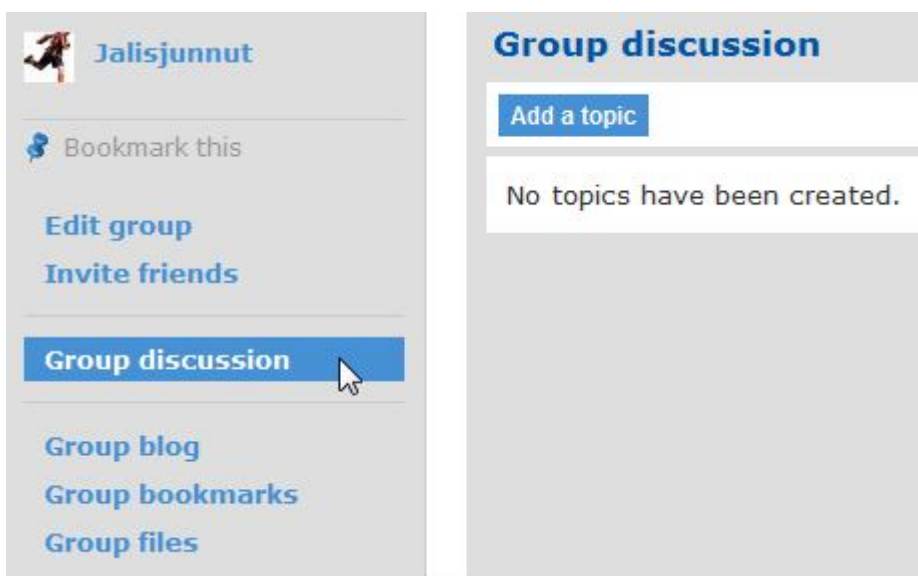 Jalisjunnut
Bookmark this
Edit group
Invite friends
Group discussion
Group blog
Group bookmarks
Group files
Group discussion
Add a topic
No topics have been created.